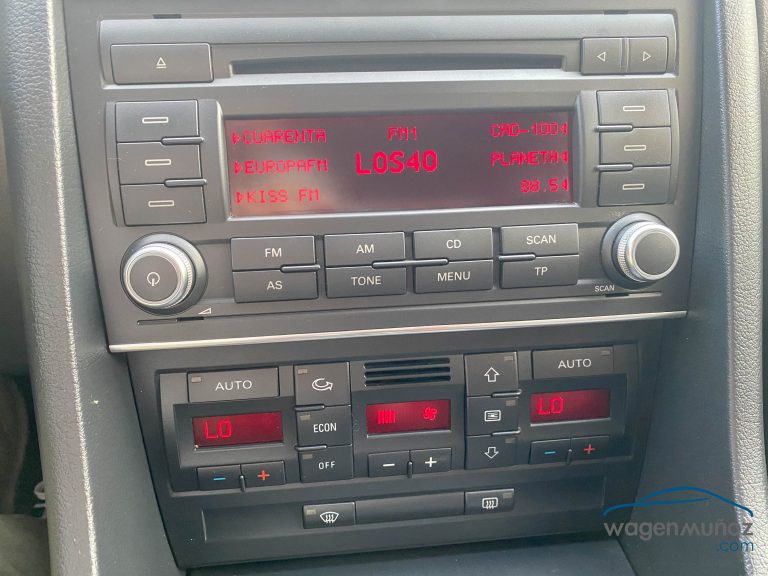 CUARENTA FM1 CAD-100
EUROPAFM LOS40 PLANETA
KISS FM 88.5
FM AM CD SCAN
AS TONE MENU TP
SCAN
AUTO AUTO
LO ECON LO
OFF
wagenmuñoz
.com